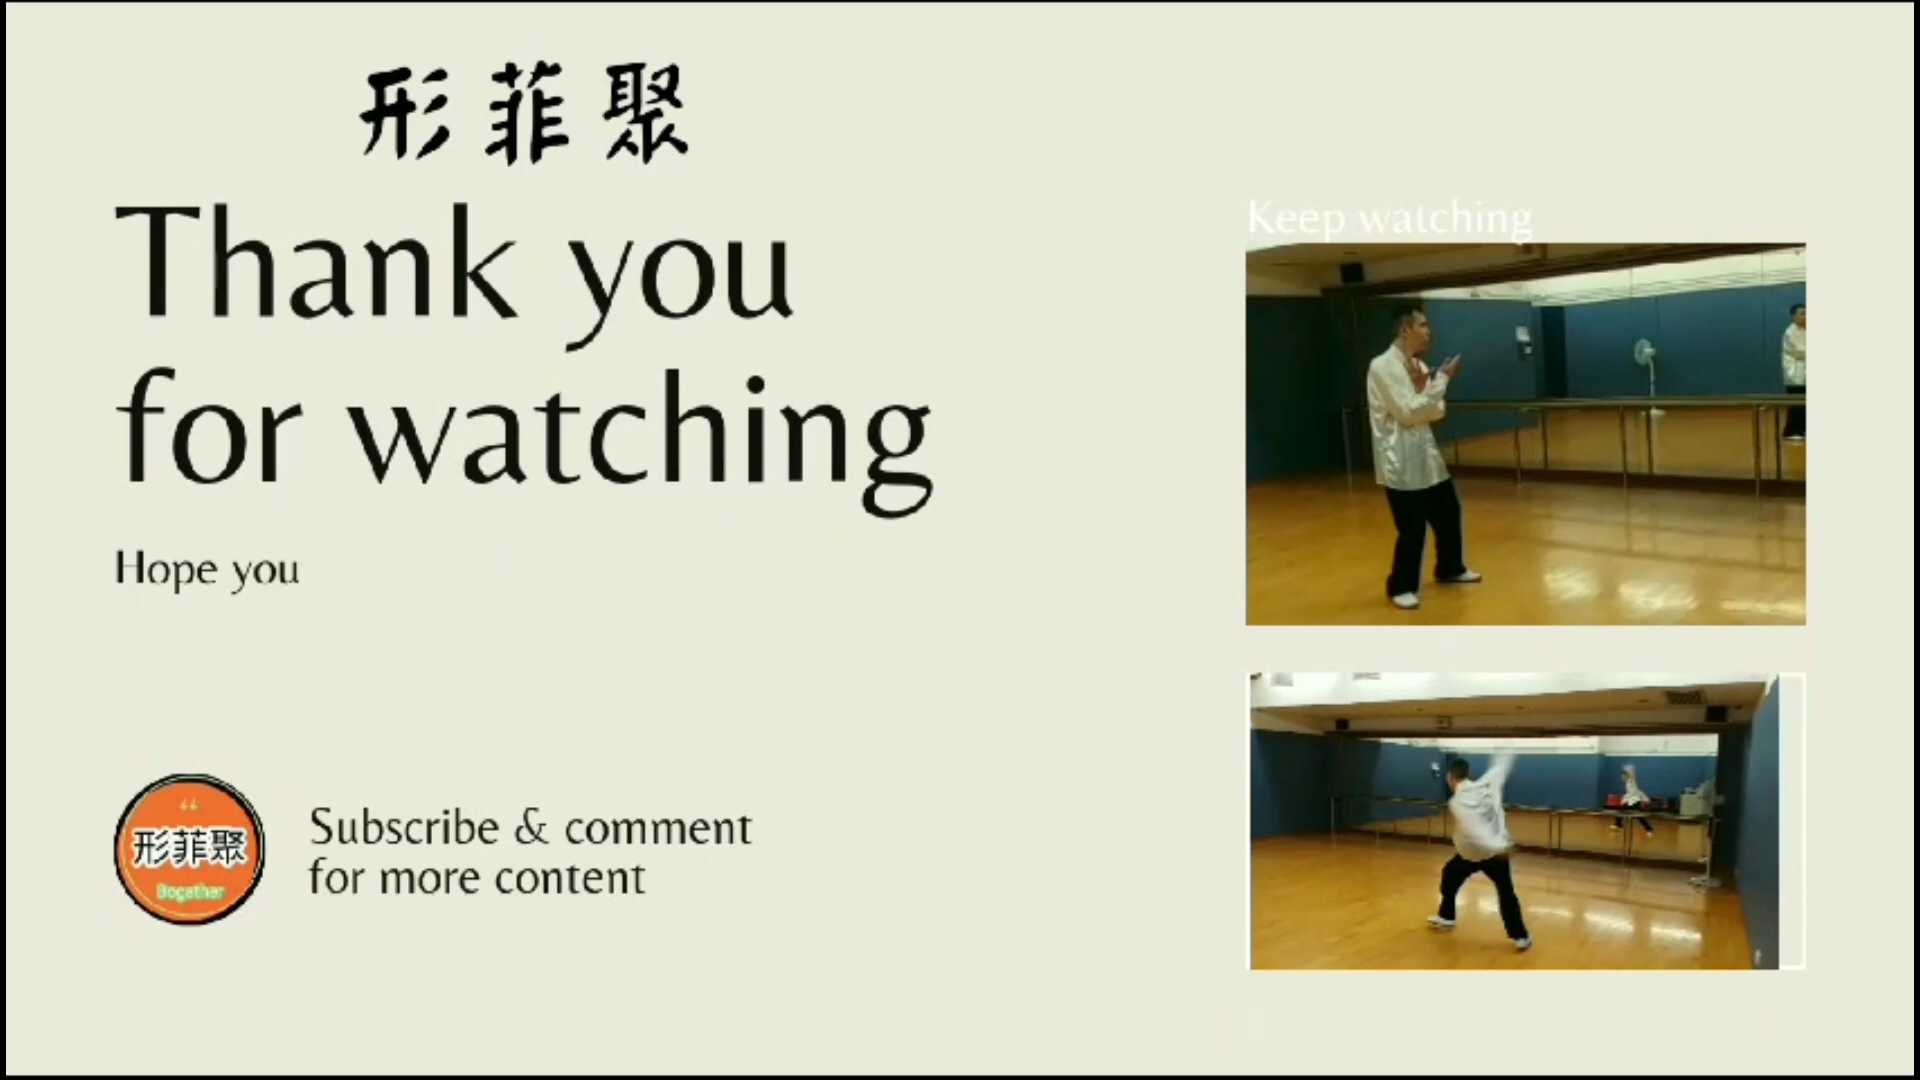 形菲聚
Thank you
for watching
Hope you
Keep watching
“
形菲聚
Bogather
Subscribe & comment
for more content